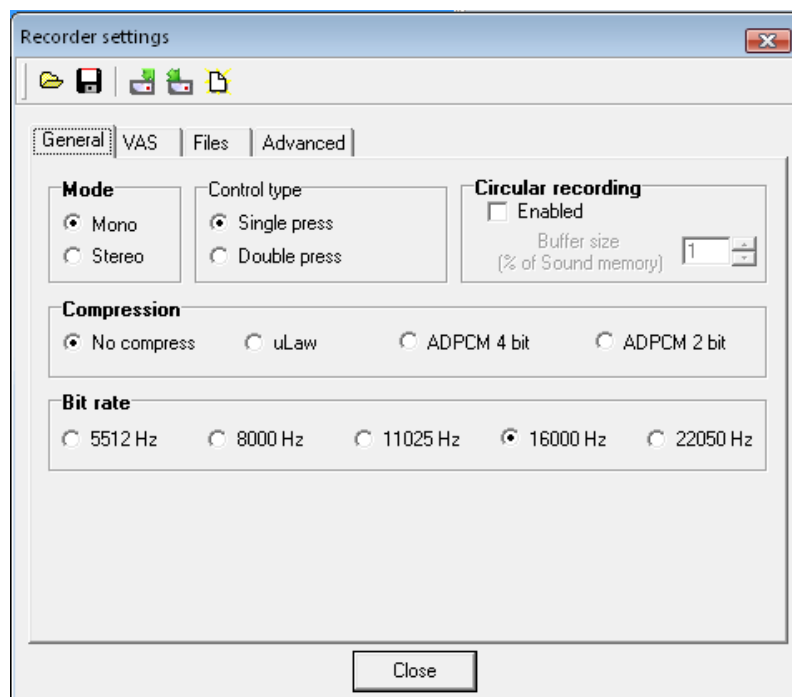 Recorder settings
General VAS Files Advanced
Mode
Mono
Stereo
Control type
Single press
Double press
Circular recording
Enabled
Buffer size
(% of Sound memory)
1
Compression
No compress uLaw ADPCM 4 bit ADPCM 2 bit
Bit rate
5512 Hz 8000 Hz 11025 Hz 16000 Hz 22050 Hz
Close